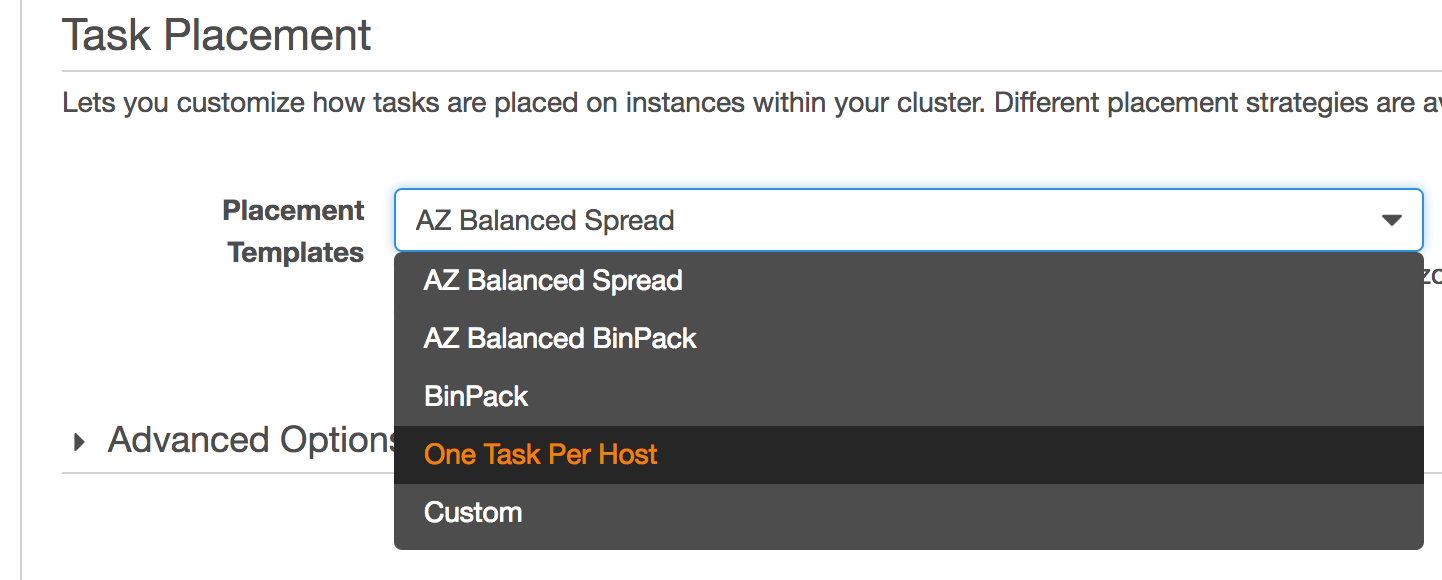 Task Placement
Lets you customize how tasks are placed on instances within your cluster. Different placement strategies are
Placement
Templates
AZ Balanced Spread
AZ Balanced Spread
AZ Balanced BinPack
BinPack
One Task Per Host
Custom
Advanced Options